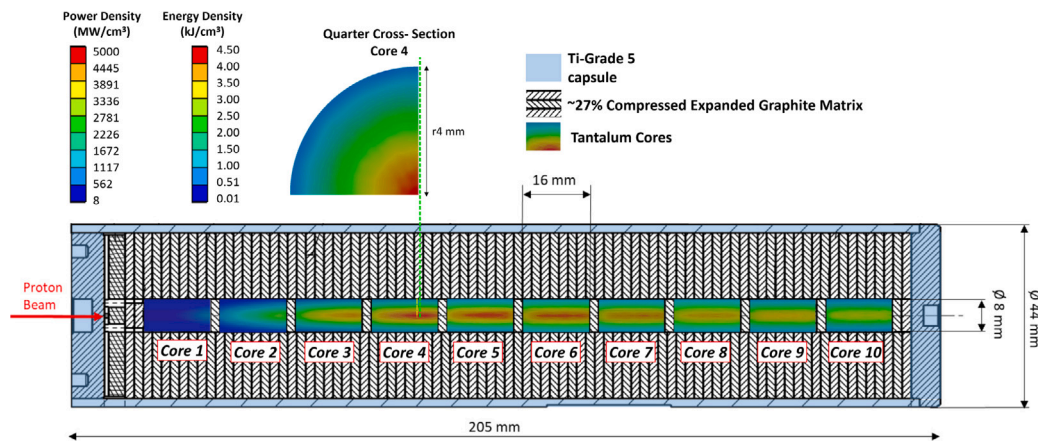 Power Density
(MW/cm³)
5000
4445
3891
3336
2781
2226
1672
1117
562
8
Energy Density
(kJ/cm³)
4.50
4.00
3.50
3.00
2.50
2.00
1.50
1.00
0.51
0.01
Quarter Cross- Section
Core 4
r4 mm
Ti-Grade 5
capsule
~27% Compressed Expanded Graphite Matrix
Tantalum Cores
16 mm
Proton
Beam
Core 1
Core 2
Core 3
Core 4
Core 5
Core 6
Core 7
Core 8
Core 9
Core 10
Ø 8 mm
Ø 44 mm
205 mm